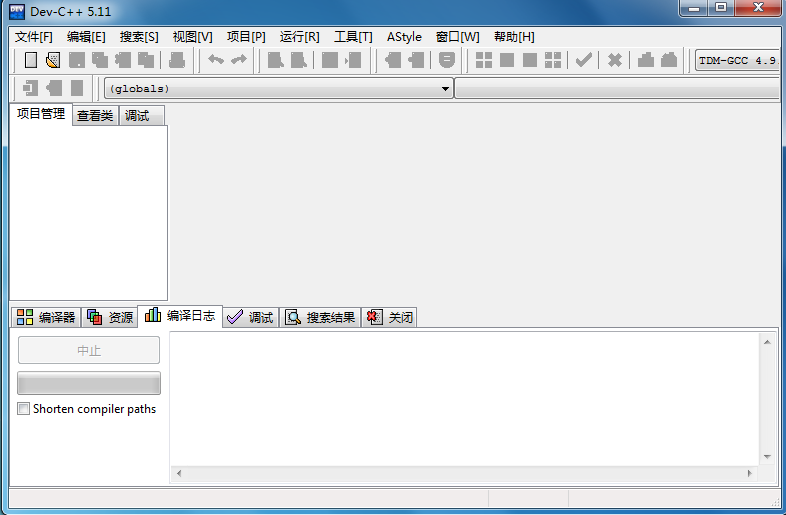 Dev-C++ 5.11
文件[F] 编辑[E] 搜索[S] 视图[V] 项目[P] 运行[R] 工具[T] AStyle 窗口[W] 帮助[H]
TDM-GCC 4.9
(globals)
项目管理 查看类 调试
编译器 资源 编译日志 调试 搜索结果 关闭
中止
Shorten compiler paths